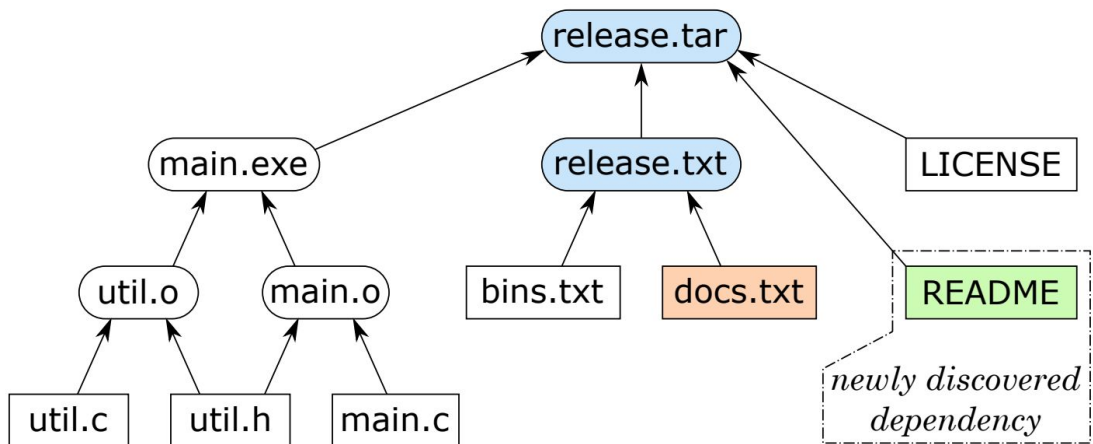 release.tar
main.exe
release.txt
LICENSE
util.o
main.o
bins.txt
docs.txt
README
newly discovered
dependency
util.c
util.h
main.c